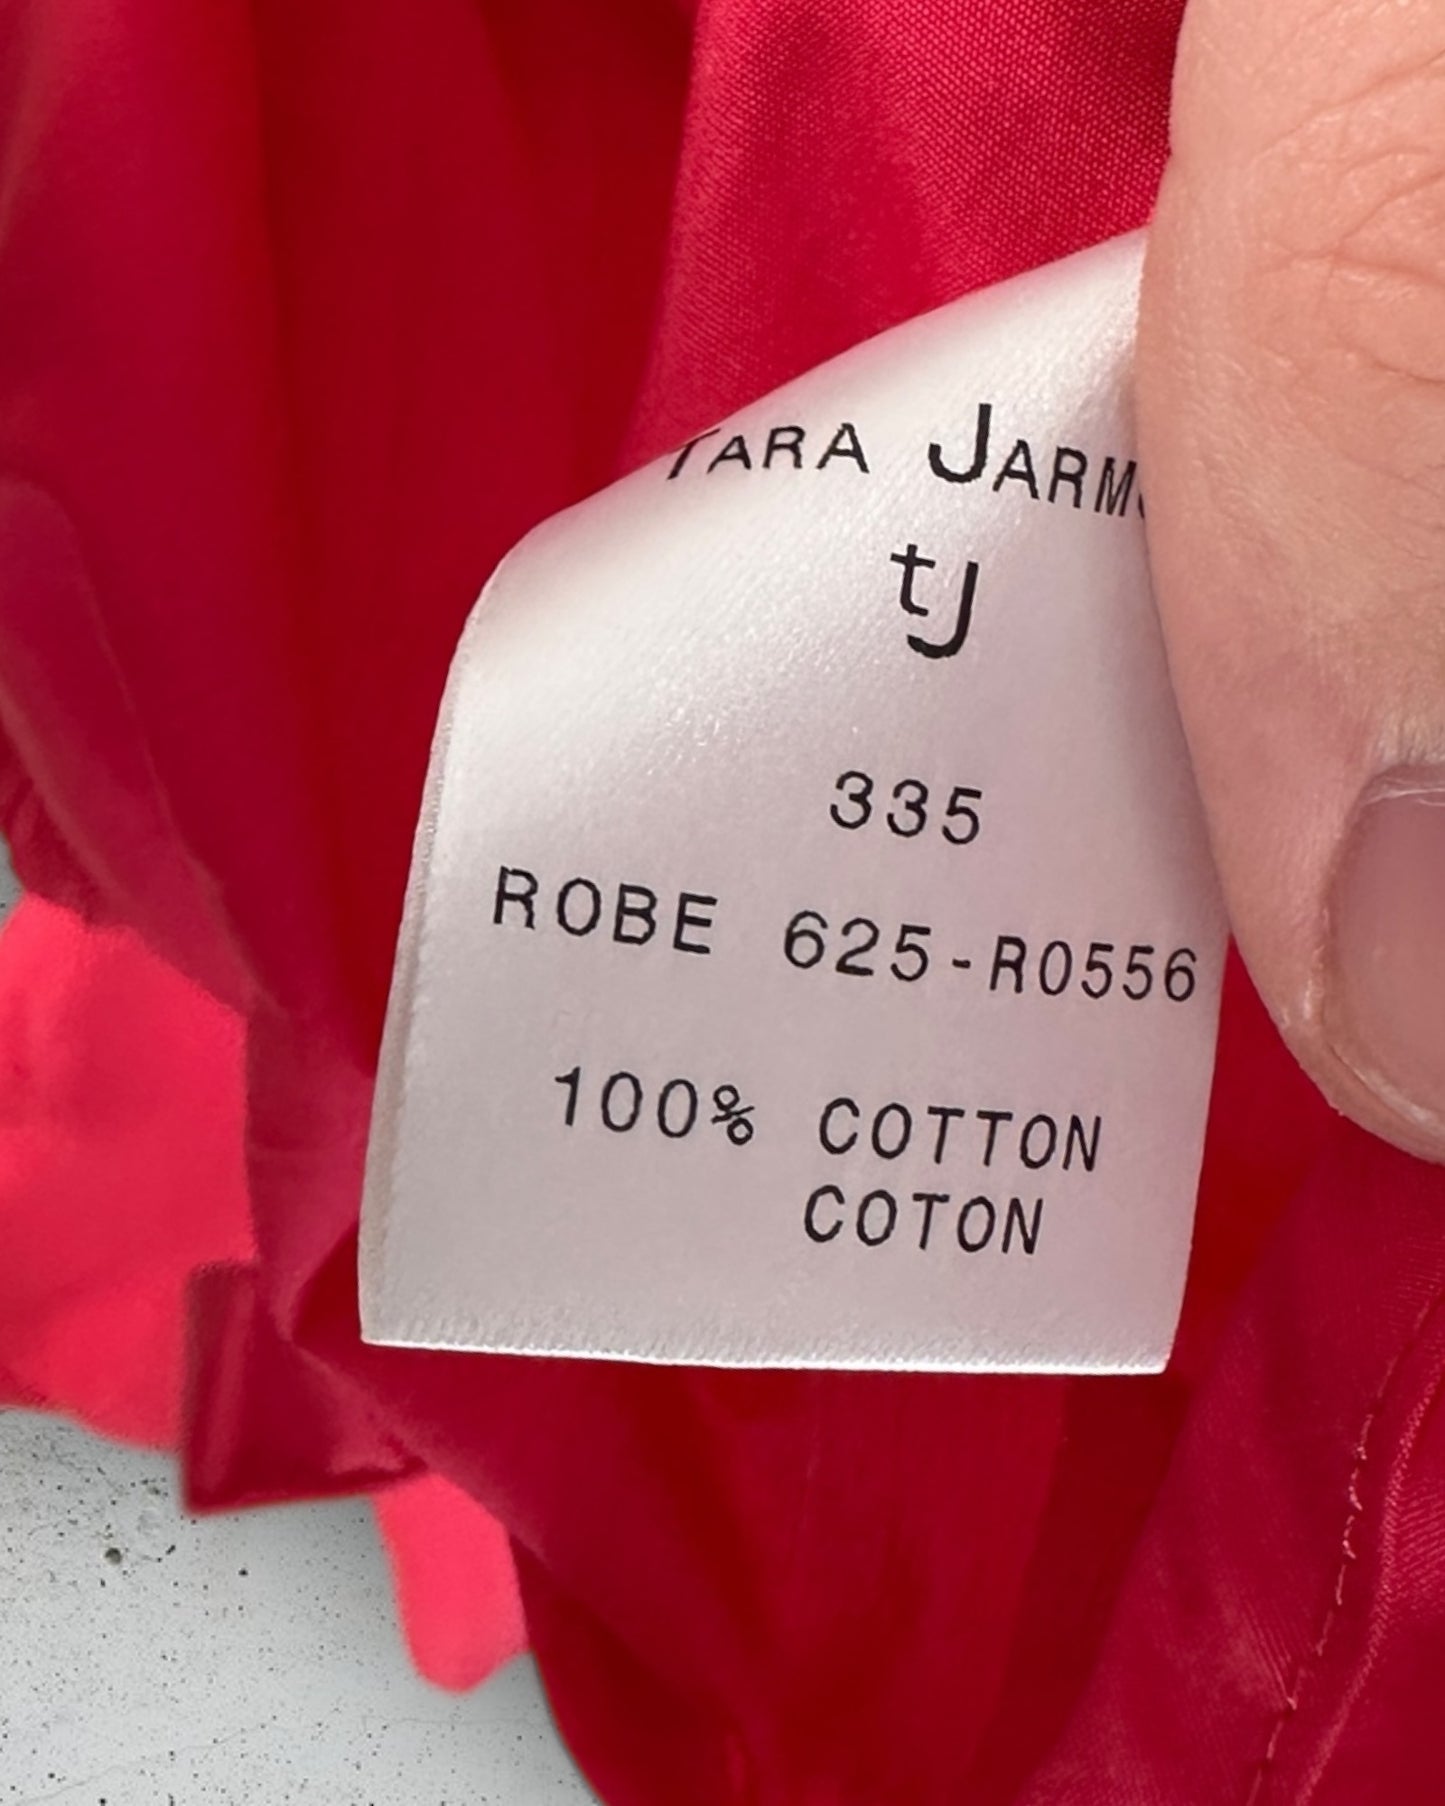 TARA JARM
tJ
335
ROBE 625-R0556
100% COTTON
COTON